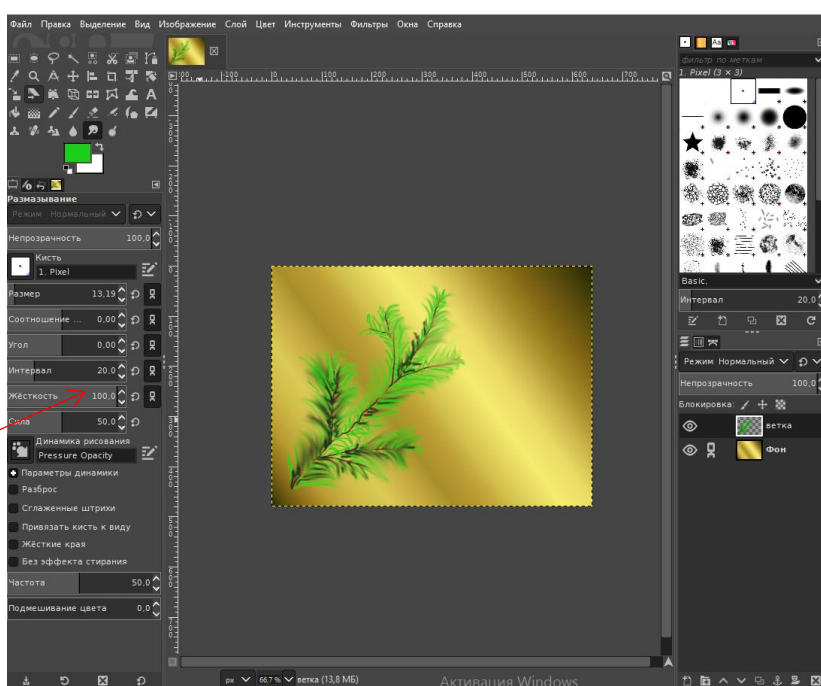 Файл Правка Выделение Вид Изображение Слой Цвет Инструменты Фильтры Окна Справка
Размазывание
Режим Нормальный
Непрозрачность 100,0
Кисть
1. Pixel
Размер 13,19
Соотношение ... 0,00
Угол 0,00
Интервал 20,0
Жёсткость 100,0
Сила 50,0
Динамика рисования
Pressure Opacity
Параметры динамики
Разброс
Сглаженные штрихи
Привязать кисть к виду
Жёсткие края
Без эффекта стирания
Частота 50,0
Подмешивание цвета 0,0
px 66,7 % ветка (13,8 МБ)
Активация Windows
фильтр по меткам
1. Pixel (3 × 3)
Basic,
Интервал 20,0
Режим Нормальный
Непрозрачность 100,0
Блокировка:
ветка
Фон